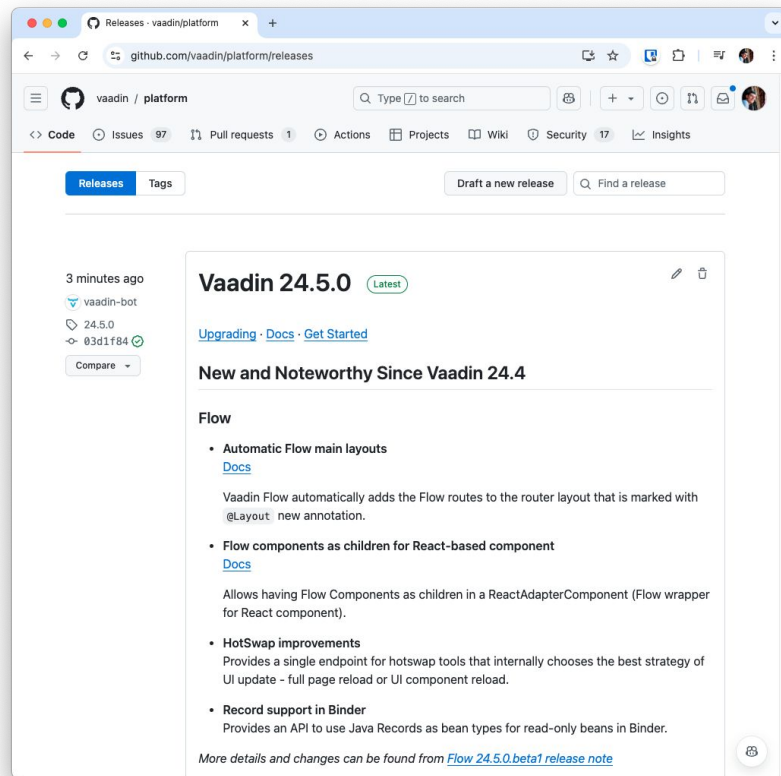 Releases · vaadin/platform
github.com/vaadin/platform/releases
vaadin / platform
Type / to search
Code
Issues 97
Pull requests 1
Actions
Projects
Wiki
Security 17
Insights
Releases
Tags
Draft a new release
Find a release
3 minutes ago
vaadin-bot
24.5.0
03d1f84
Compare
Vaadin 24.5.0 Latest
Upgrading · Docs · Get Started
New and Noteworthy Since Vaadin 24.4
Flow
• Automatic Flow main layouts
Docs
Vaadin Flow automatically adds the Flow routes to the router layout that is marked with
@Layout new annotation.
• Flow components as children for React-based component
Docs
Allows having Flow Components as children in a ReactAdapterComponent (Flow wrapper
for React component).
• HotSwap improvements
Provides a single endpoint for hotswap tools that internally chooses the best strategy of
UI update - full page reload or UI component reload.
• Record support in Binder
Provides an API to use Java Records as bean types for read-only beans in Binder.
More details and changes can be found from Flow 24.5.0.beta1 release note